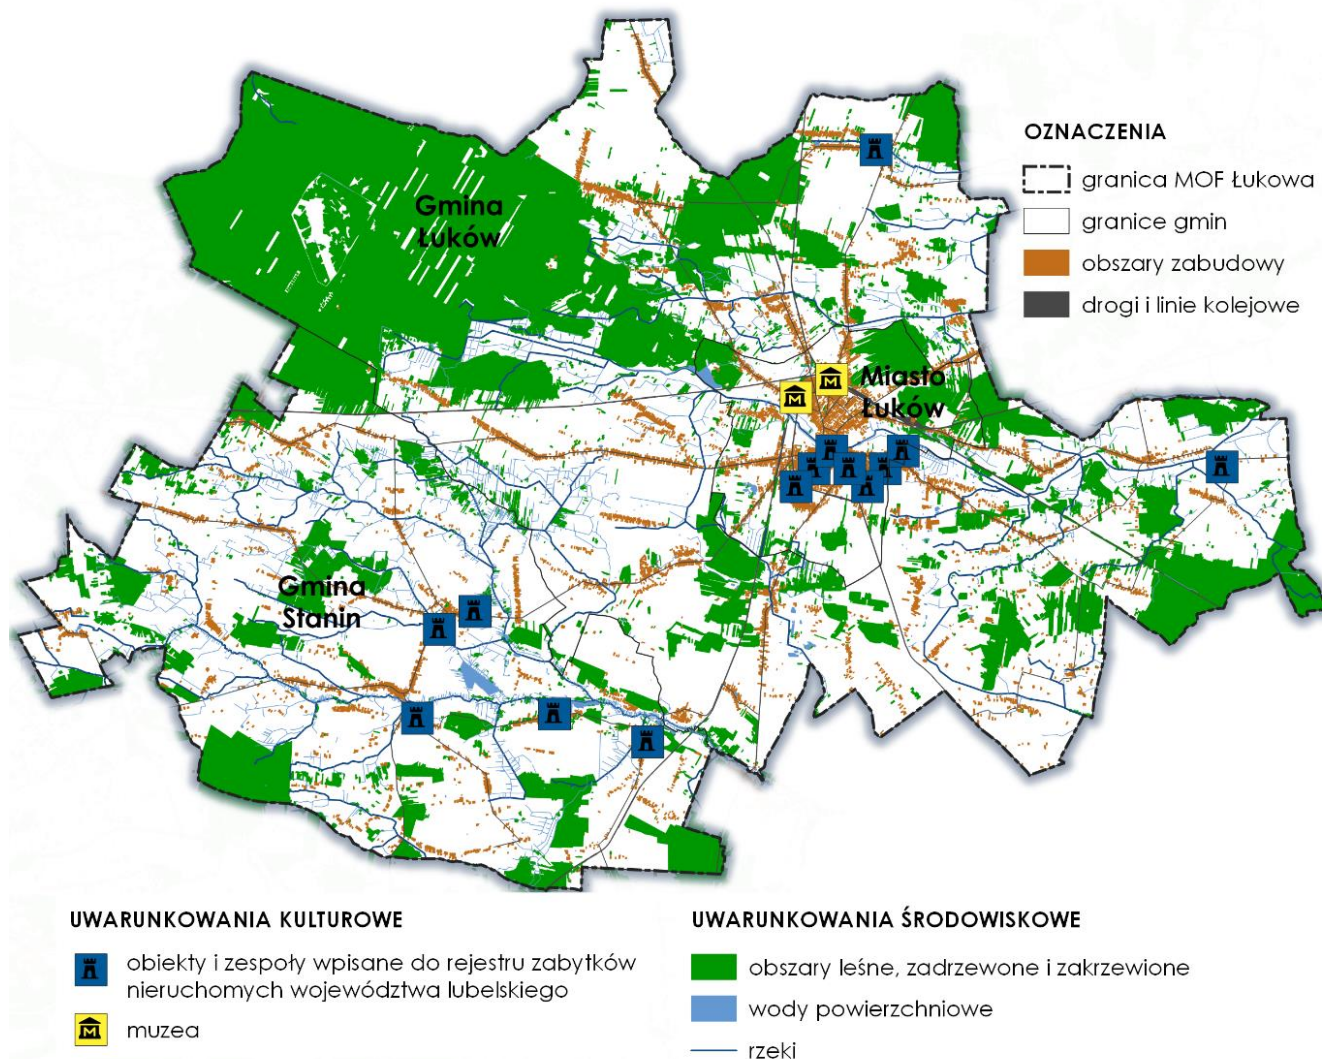 Gmina
Łuków
OZNACZENIA
granica MOF Łukowa
granice gmin
obszary zabudowy
drogi i linie kolejowe
Miasto
Łuków
Gmina
Stanin
UWARUNKOWANIA KULTUROWE
obiekty i zespoły wpisane do rejestru zabytków
nieruchomych województwa lubelskiego
M muzea
UWARUNKOWANIA ŚRODOWISKOWE
obszary leśne, zadrzewone i zakrzewione
wody powierzchniowe
rzeki